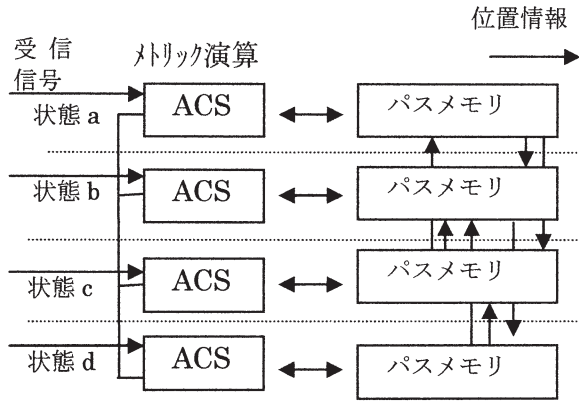 位置情報
受信
信号
メトリック演算
ACS
パスメモリ
状態 a
ACS
パスメモリ
状態 b
ACS
パスメモリ
状態 c
ACS
パスメモリ
状態 d